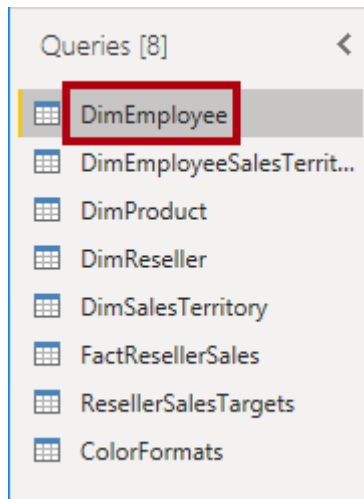 Queries [8]
DimEmployee
DimEmployeeSalesTerrit...
DimProduct
DimReseller
DimSalesTerritory
FactResellerSales
ResellerSalesTargets
ColorFormats